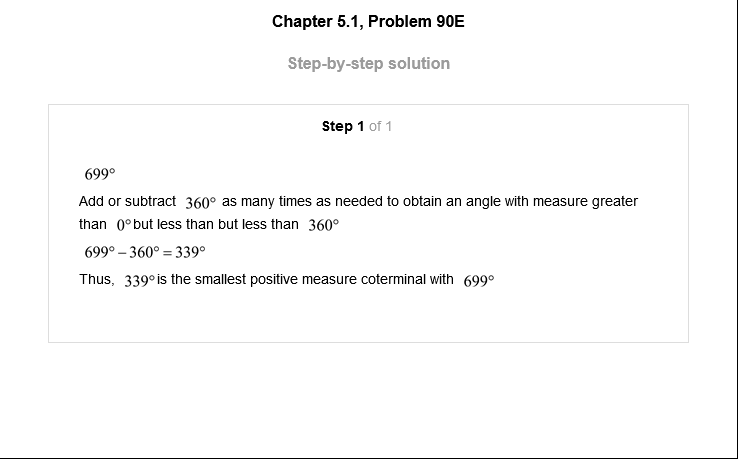 Chapter 5.1, Problem 90E
Step-by-step solution
Step 1 of 1
699°
Add or subtract 360° as many times as needed to obtain an angle with measure greater
than 0° but less than but less than 360°
699° – 360° = 339°
Thus, 339° is the smallest positive measure coterminal with 699°